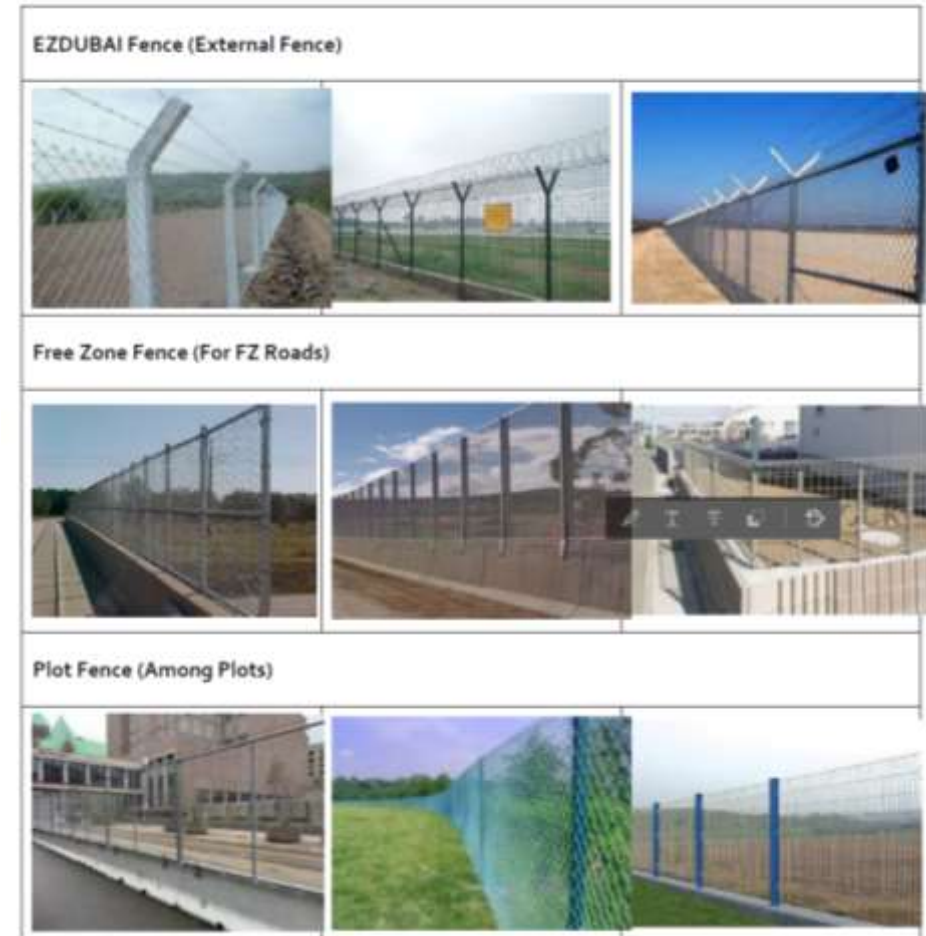 EZDUBAI Fence (External Fence)
Free Zone Fence (For FZ Roads)
Plot Fence (Among Plots)